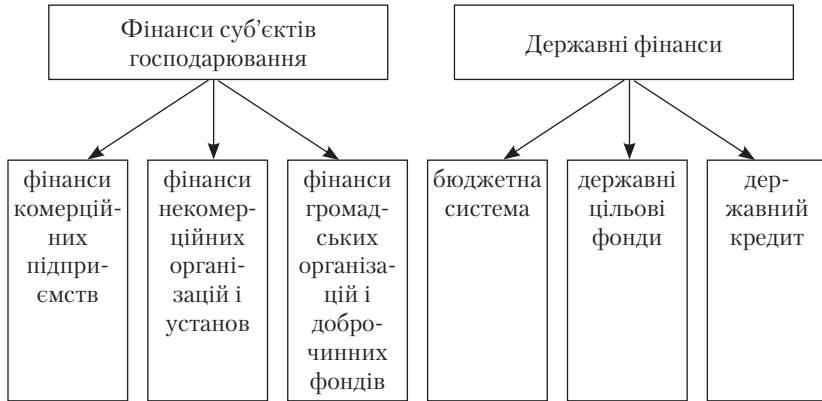 Фінанси суб’єктів
господарювання
Державні фінанси
фінанси
комерцій-
них
підпри-
ємств
фінанси
некомер-
ційних
органі-
зацій і
установ
фінанси
громад-
ських
організа-
цій і
добро-
чинних
фондів
бюджетна
система
державні
цільові
фонди
дер-
жавний
кредит